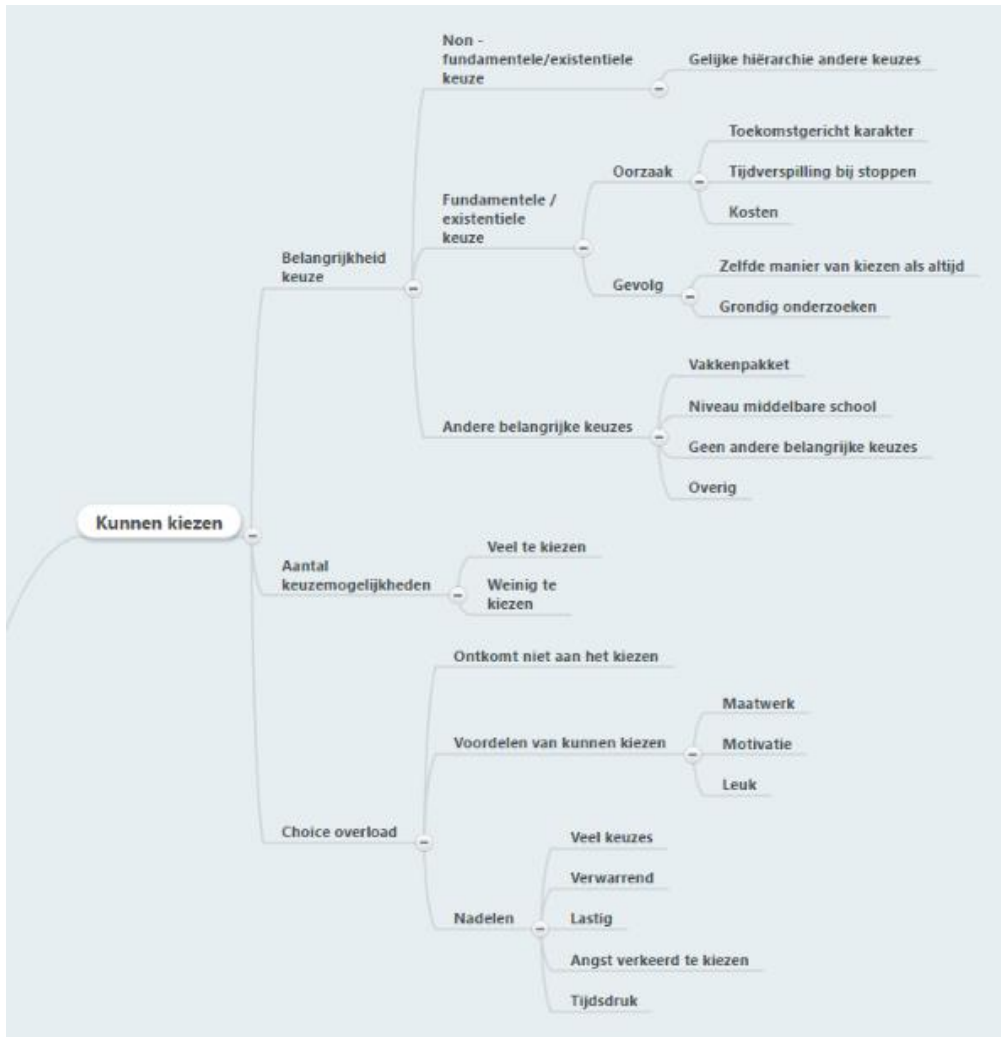 Non -
fundamentele/existentiele
keuze
Gelijke hiërarchie andere keuzes
Toekomstgericht karakter
Oorzaak
Tijdverspilling bij stoppen
Kosten
Fundamentele /
existentiele
keuze
Belangrijkheid
keuze
Zelfde manier van kiezen als altijd
Gevolg
Grondig onderzoeken
Vakkenpakket
Niveau middelbare school
Andere belangrijke keuzes
Geen andere belangrijke keuzes
Overig
Kunnen kiezen
Veel te kiezen
Aantal
keuzemogelijkheden
Weinig te
kiezen
Ontkomt niet aan het kiezen
Maatwerk
Voordelen van kunnen kiezen
Motivatie
Leuk
Choice overload
Veel keuzes
Verwarrend
Nadelen
Lastig
Angst verkeerd te kiezen
Tijdsdruk